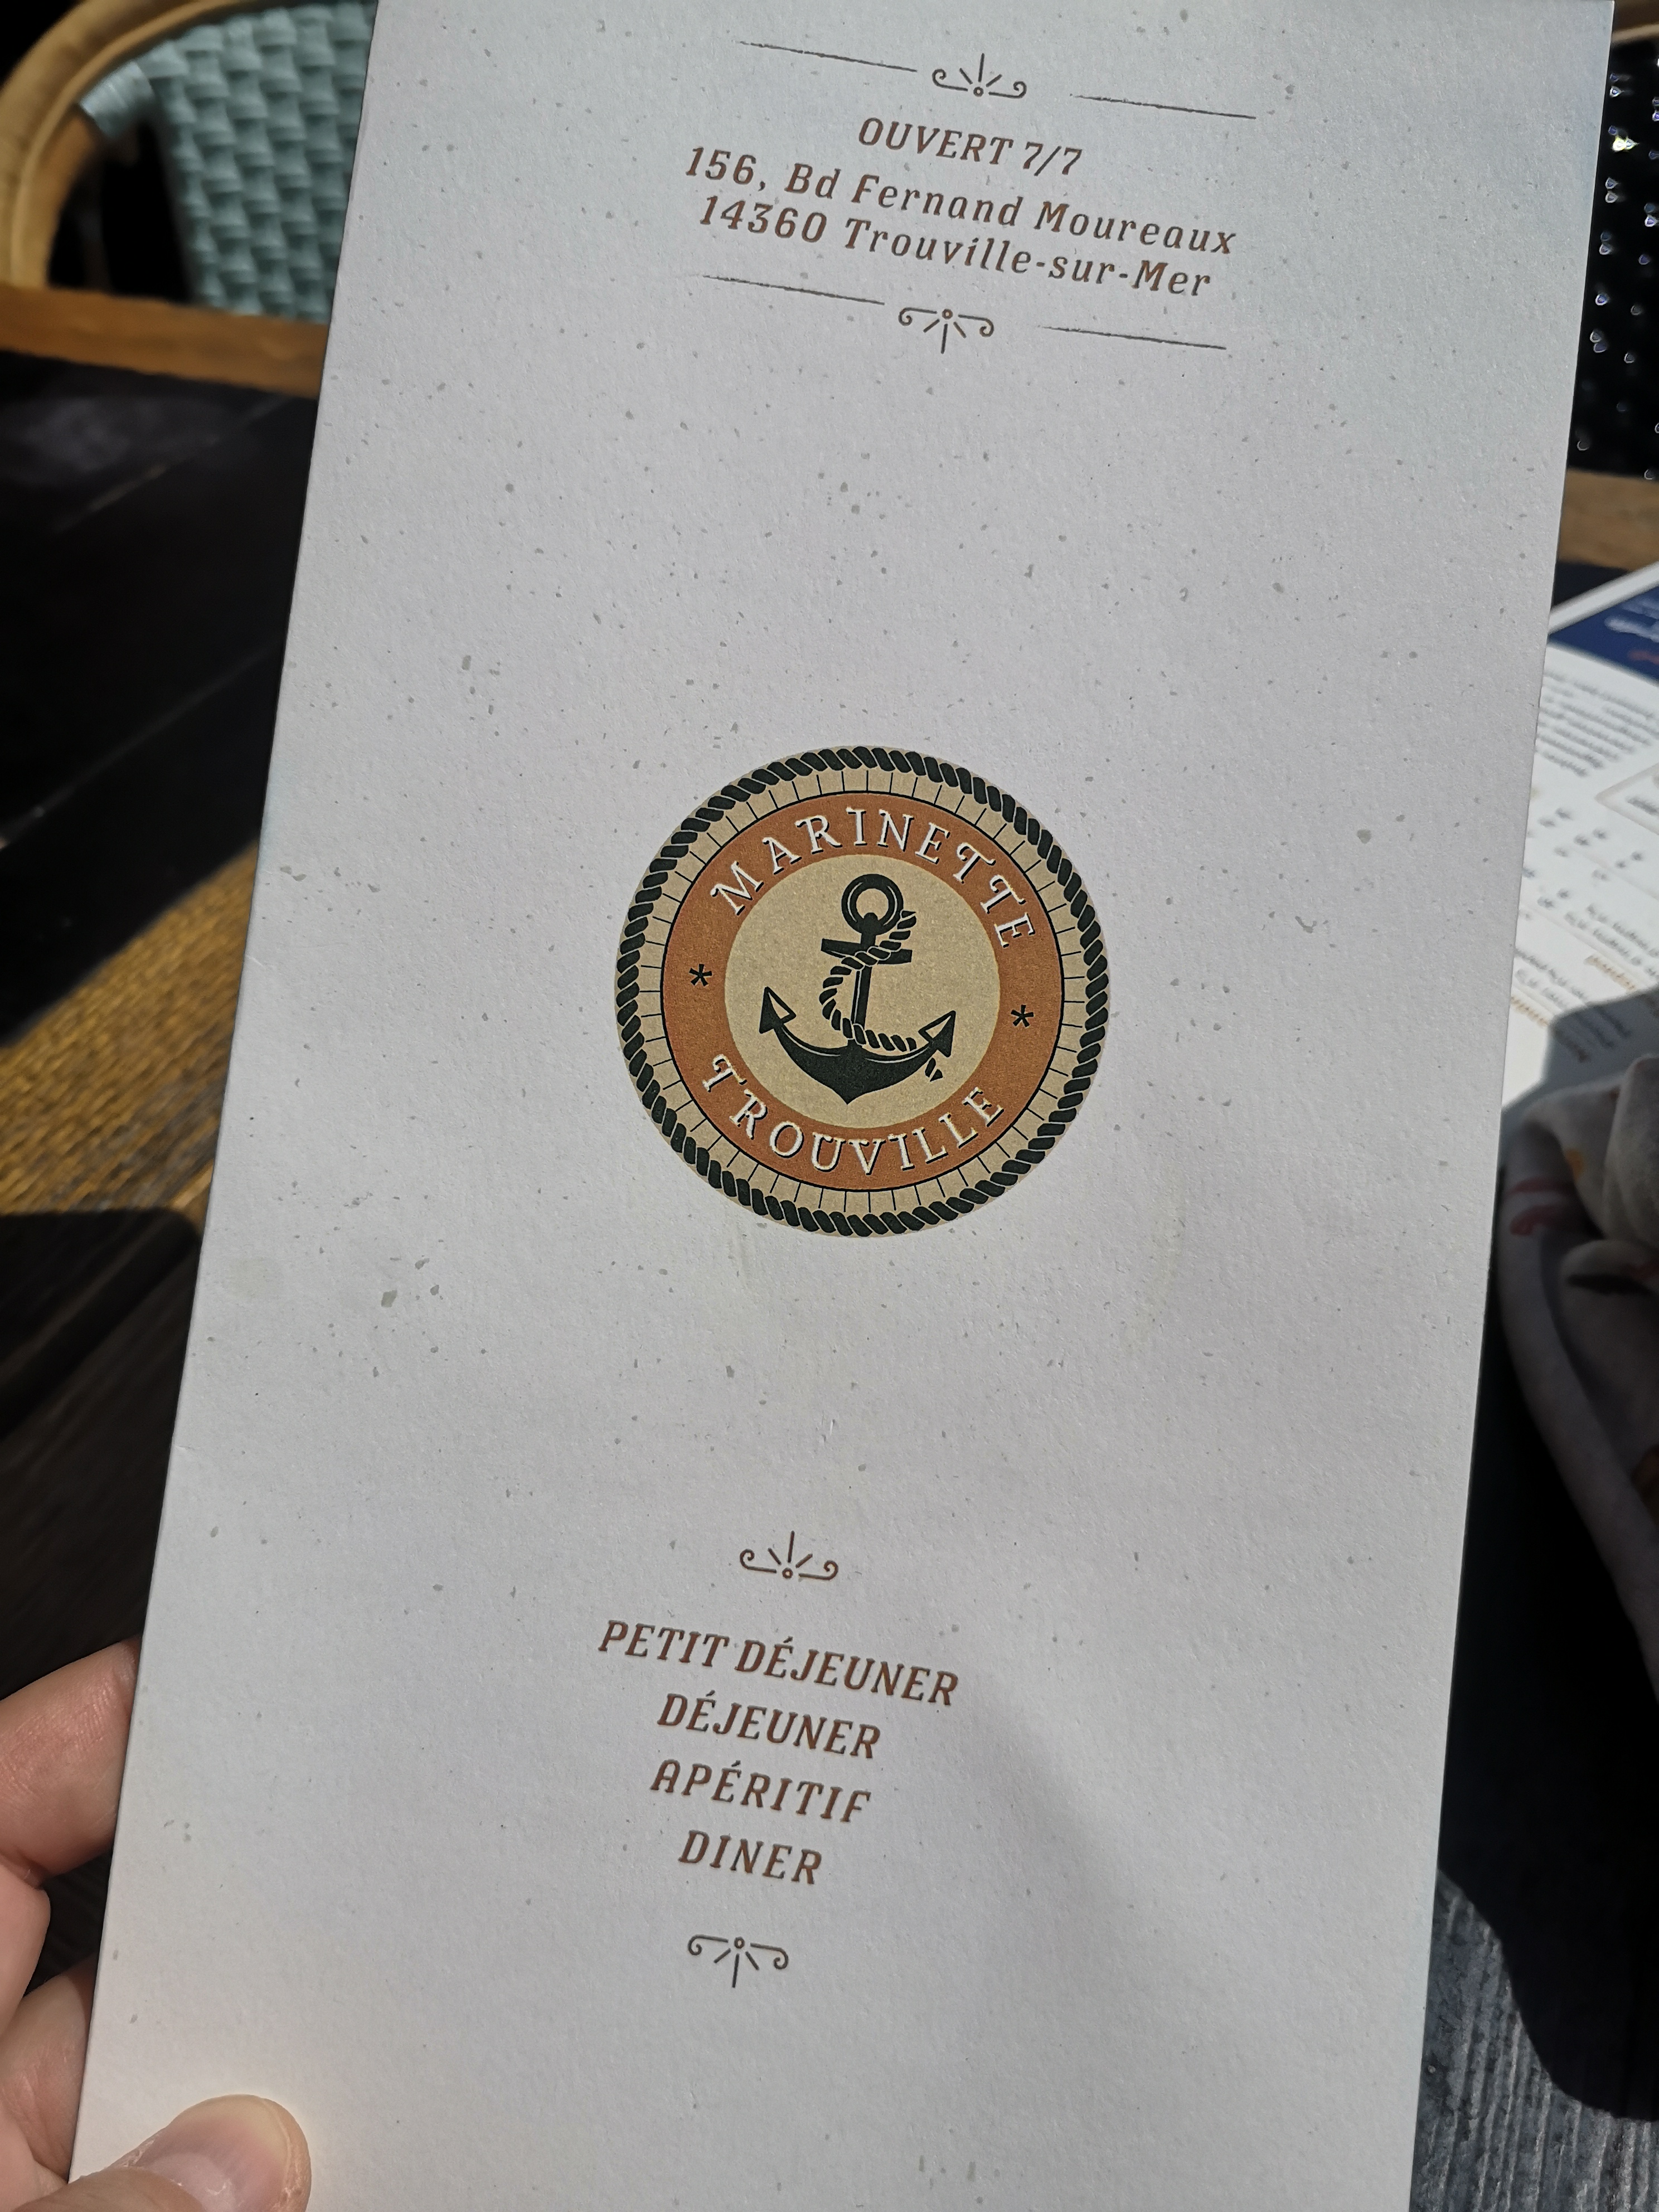 OUVERT 7/7
156, Bd Fernand Moureaux
14360 Trouville-sur-Mer
MARINETTE
* *
TROUVILLE
PETIT DÉJEUNER
DÉJEUNER
APÉRITIF
DINER